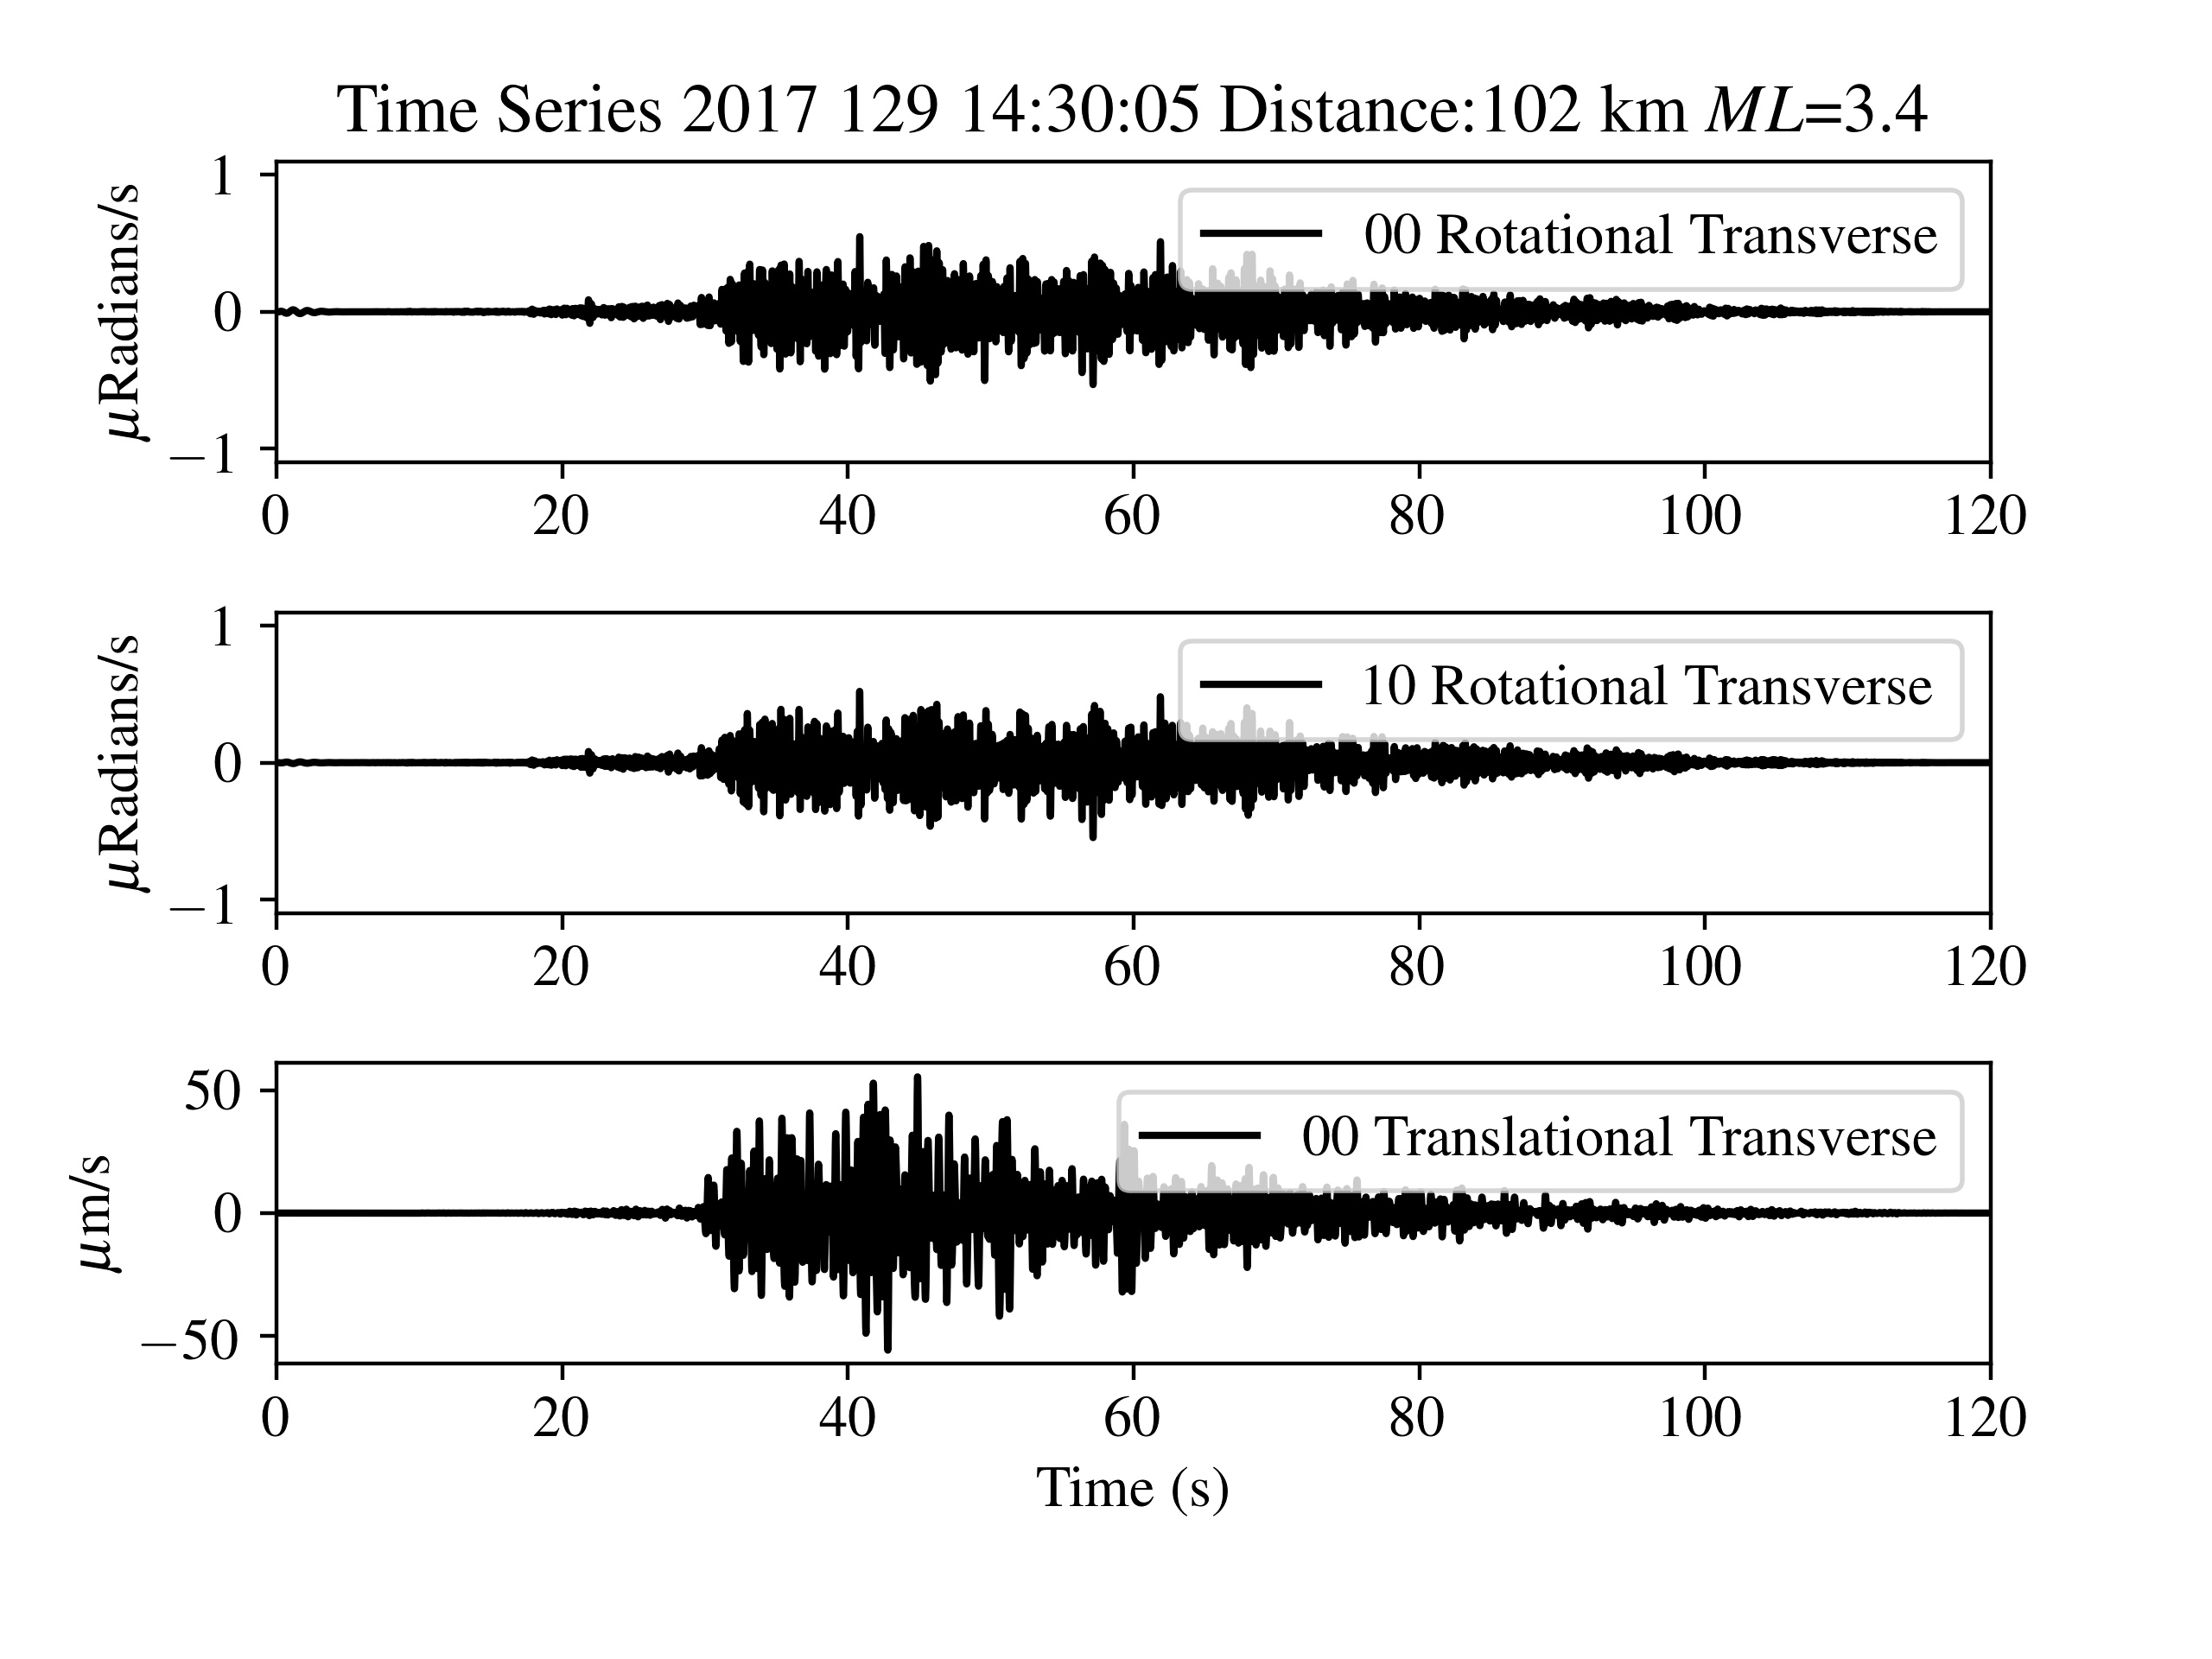 Time Series 2017 129 14:30:05 Distance:102 km ML=3.4
μRadians/s
1
0
−1
00 Rotational Transverse
0 20 40 60 80 100 120
μRadians/s
1
0
−1
10 Rotational Transverse
0 20 40 60 80 100 120
μm/s
50
0
−50
00 Translational Transverse
0 20 40 60 80 100 120
Time (s)